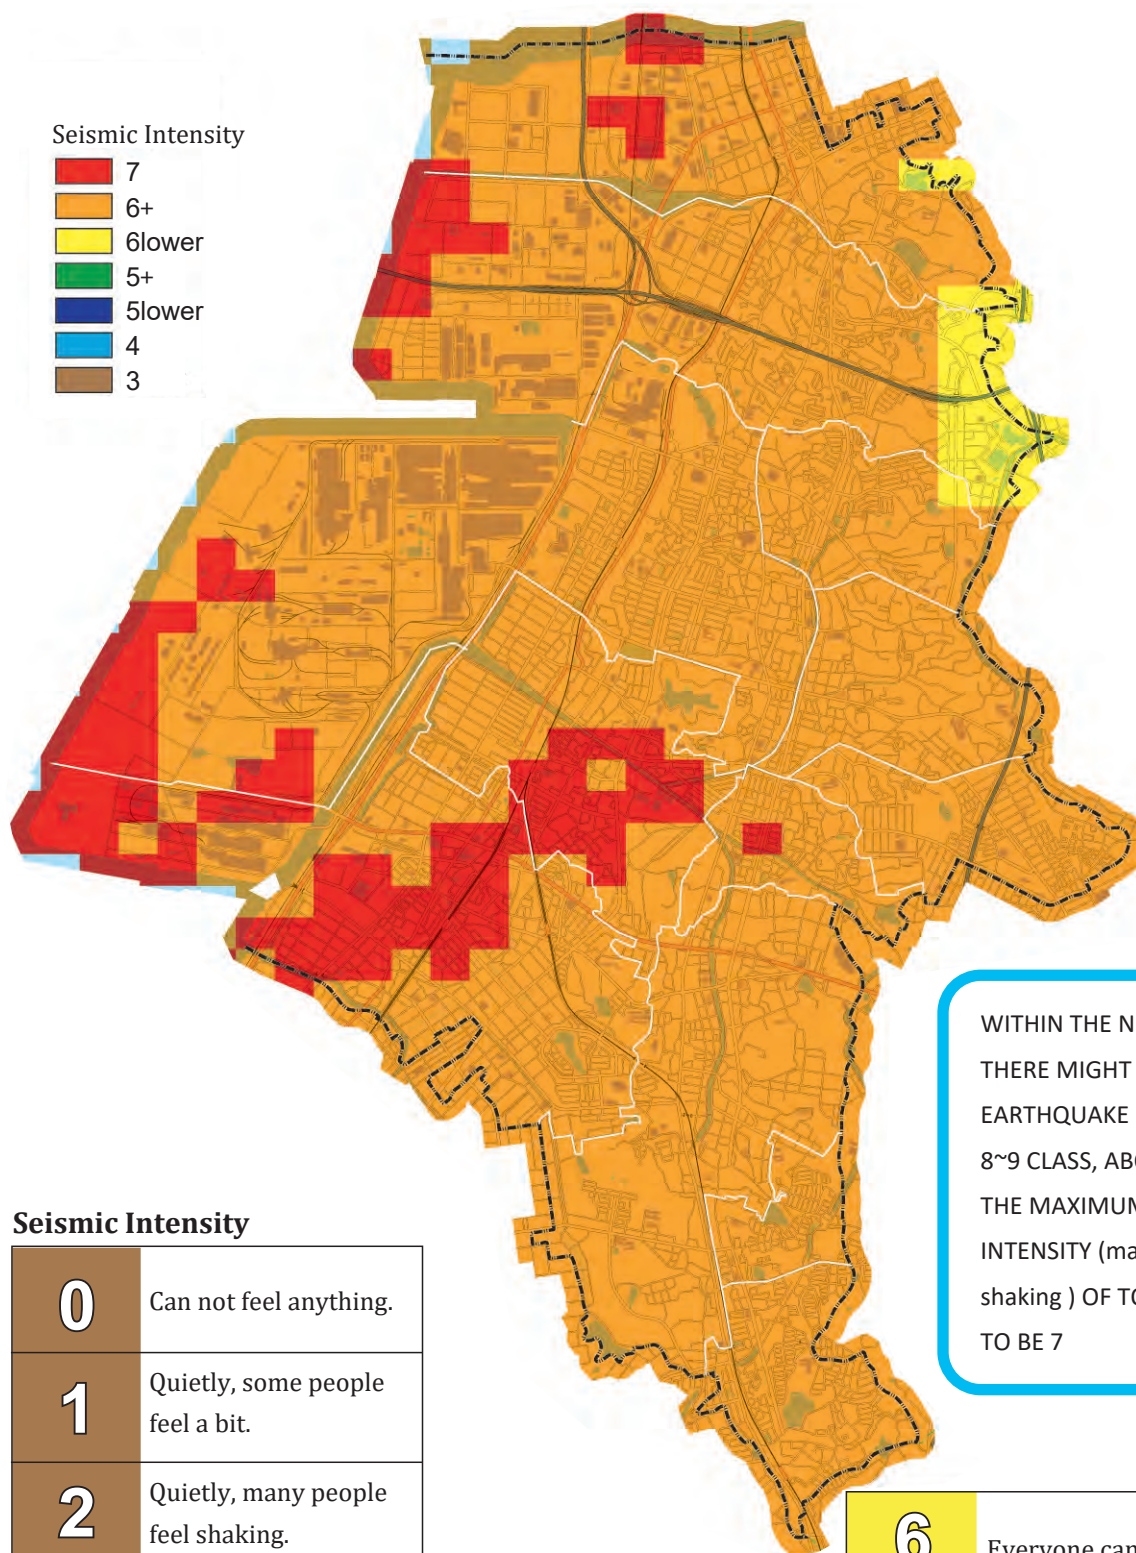 Seismic Intensity
7
6+
6lower
5+
5lower
4
3
WITHIN THE N
THERE MIGHT
EARTHQUAKE
8~9 CLASS, AB
THE MAXIMUM
INTENSITY (ma
shaking ) OF TO
TO BE 7
Seismic Intensity
0 Can not feel anything.
1 Quietly, some people
feel a bit.
2 Quietly, many people
feel shaking.
6 Everyone can